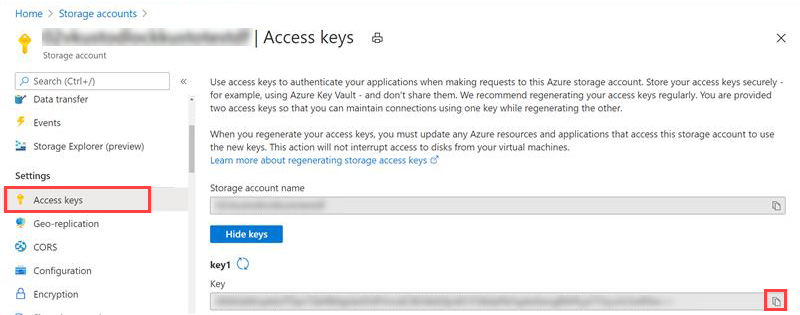 Home > Storage accounts >
| Access keys
Storage account
Search (Ctrl+/)
Data transfer
Events
Storage Explorer (preview)
Settings
Access keys
Geo-replication
CORS
Configuration
Encryption
Use access keys to authenticate your applications when making requests to this Azure storage account. Store your access keys securely -
for example, using Azure Key Vault - and don't share them. We recommend regenerating your access keys regularly. You are provided
two access keys so that you can maintain connections using one key while regenerating the other.
When you regenerate your access keys, you must update any Azure resources and applications that access this storage account to use
the new keys. This action will not interrupt access to disks from your virtual machines.
Learn more about regenerating storage access keys
Storage account name
Hide keys
key1
Key